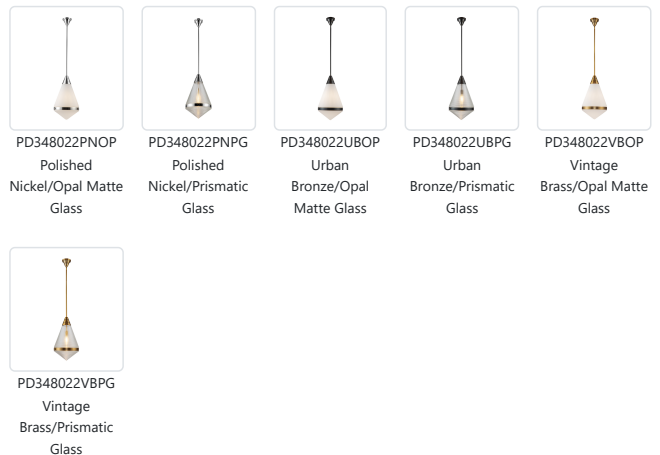 PD348022PNOP
Polished
Nickel/Opal Matte
Glass
PD348022PNPG
Polished
Nickel/Prismatic
Glass
PD348022UBOP
Urban
Bronze/Opal
Matte Glass
PD348022UBPG
Urban
Bronze/Prismatic
Glass
PD348022VBOP
Vintage
Brass/Opal Matte
Glass
PD348022VBPG
Vintage
Brass/Prismatic
Glass